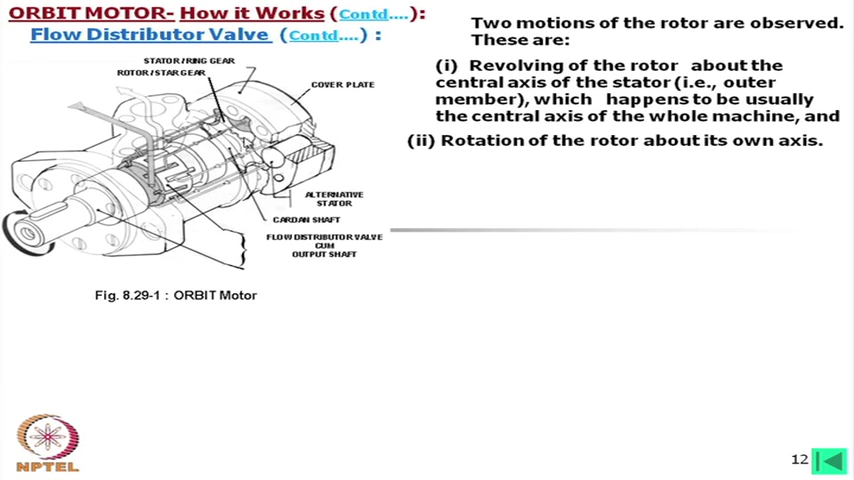 ORBIT MOTOR- How it Works (Contd....):
Flow Distributor Valve (Contd....) :
STATOR / RING GEAR
ROTOR / STAR GEAR
COVER PLATE
ALTERNATIVE
STATOR
CARDAN SHAFT
FLOW DISTRIBUTOR VALVE
CUM
OUTPUT SHAFT
Fig. 8.29-1 : ORBIT Motor
Two motions of the rotor are observed.
These are:
(i) Revolving of the rotor about the
central axis of the stator (i.e., outer
member), which happens to be usually
the central axis of the whole machine, and
(ii) Rotation of the rotor about its own axis.
NPTEL
12